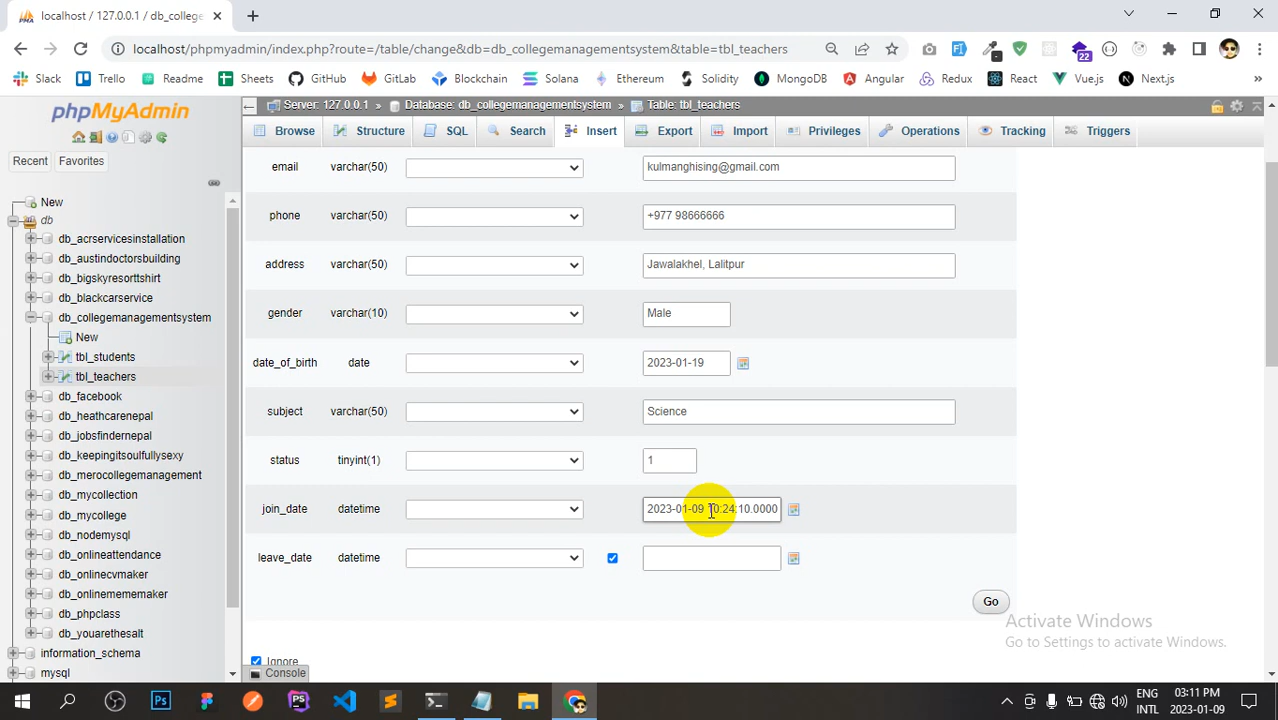 localhost / 127.0.0.1 / db_colleg
localhost/phpmyadmin/index.php?route=/table/change&db=db_collegemanagementsystem&table=tbl_teachers
22
Slack
Trello
Readme
Sheets
GitHub
GitLab
Blockchain
Solana
Ethereum
Solidity
MongoDB
Angular
Redux
React
Vue.js
Next.js
phpMyAdmin
Recent
Favorites
New
db
db_acrservicesinstallation
db_austindoctorsbuilding
db_bigskyresorttshirt
db_blackcarservice
db_collegemanagementsystem
New
tbl_students
tbl_teachers
db_facebook
db_heathcarenepal
db_jobsfindernepal
db_keepingitsoulfullysexy
db_merocollegemanagement
db_mycollection
db_mycollege
db_nodemysql
db_onlineattendance
db_onlinecvmaker
db_onlinemememaker
db_phpclass
db_youarethesalt
information_schema
mysql
Server: 127.0.0.1 » Database: db_collegemanagementsystem » Table: tbl_teachers
Browse
Structure
SQL
Search
Insert
Export
Import
Privileges
Operations
Tracking
Triggers
email varchar(50) kulmanghising@gmail.com
phone varchar(50) +977 98666666
address varchar(50) Jawalakhel, Lalitpur
gender varchar(10) Male
date_of_birth date 2023-01-19
subject varchar(50) Science
status tinyint(1) 1
join_date datetime 2023-01-09 10:24:10.0000
leave_date datetime
Go
Ignore
Console
Activate Windows
Go to Settings to activate Windows.
ENG
INTL
03:11 PM
2023-01-09